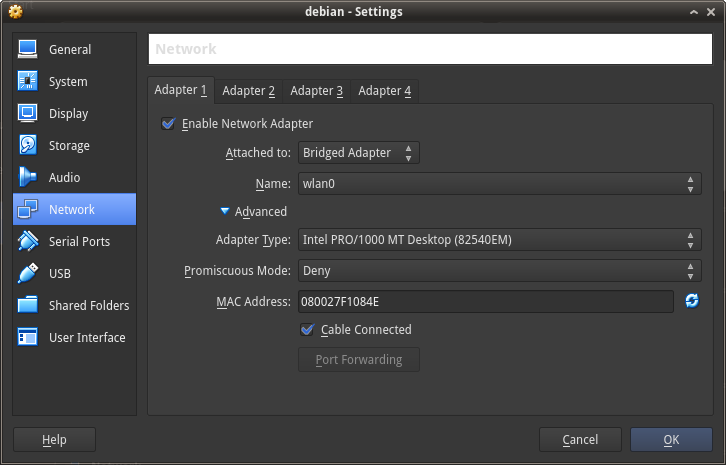 debian - Settings
General
System
Display
Storage
Audio
Network
Serial Ports
USB
Shared Folders
User Interface
Network
Adapter 1 Adapter 2 Adapter 3 Adapter 4
Enable Network Adapter
Attached to: Bridged Adapter
Name: wlan0
Advanced
Adapter Type: Intel PRO/1000 MT Desktop (82540EM)
Promiscuous Mode: Deny
MAC Address: 080027F1084E
Cable Connected
Port Forwarding
Help Cancel OK